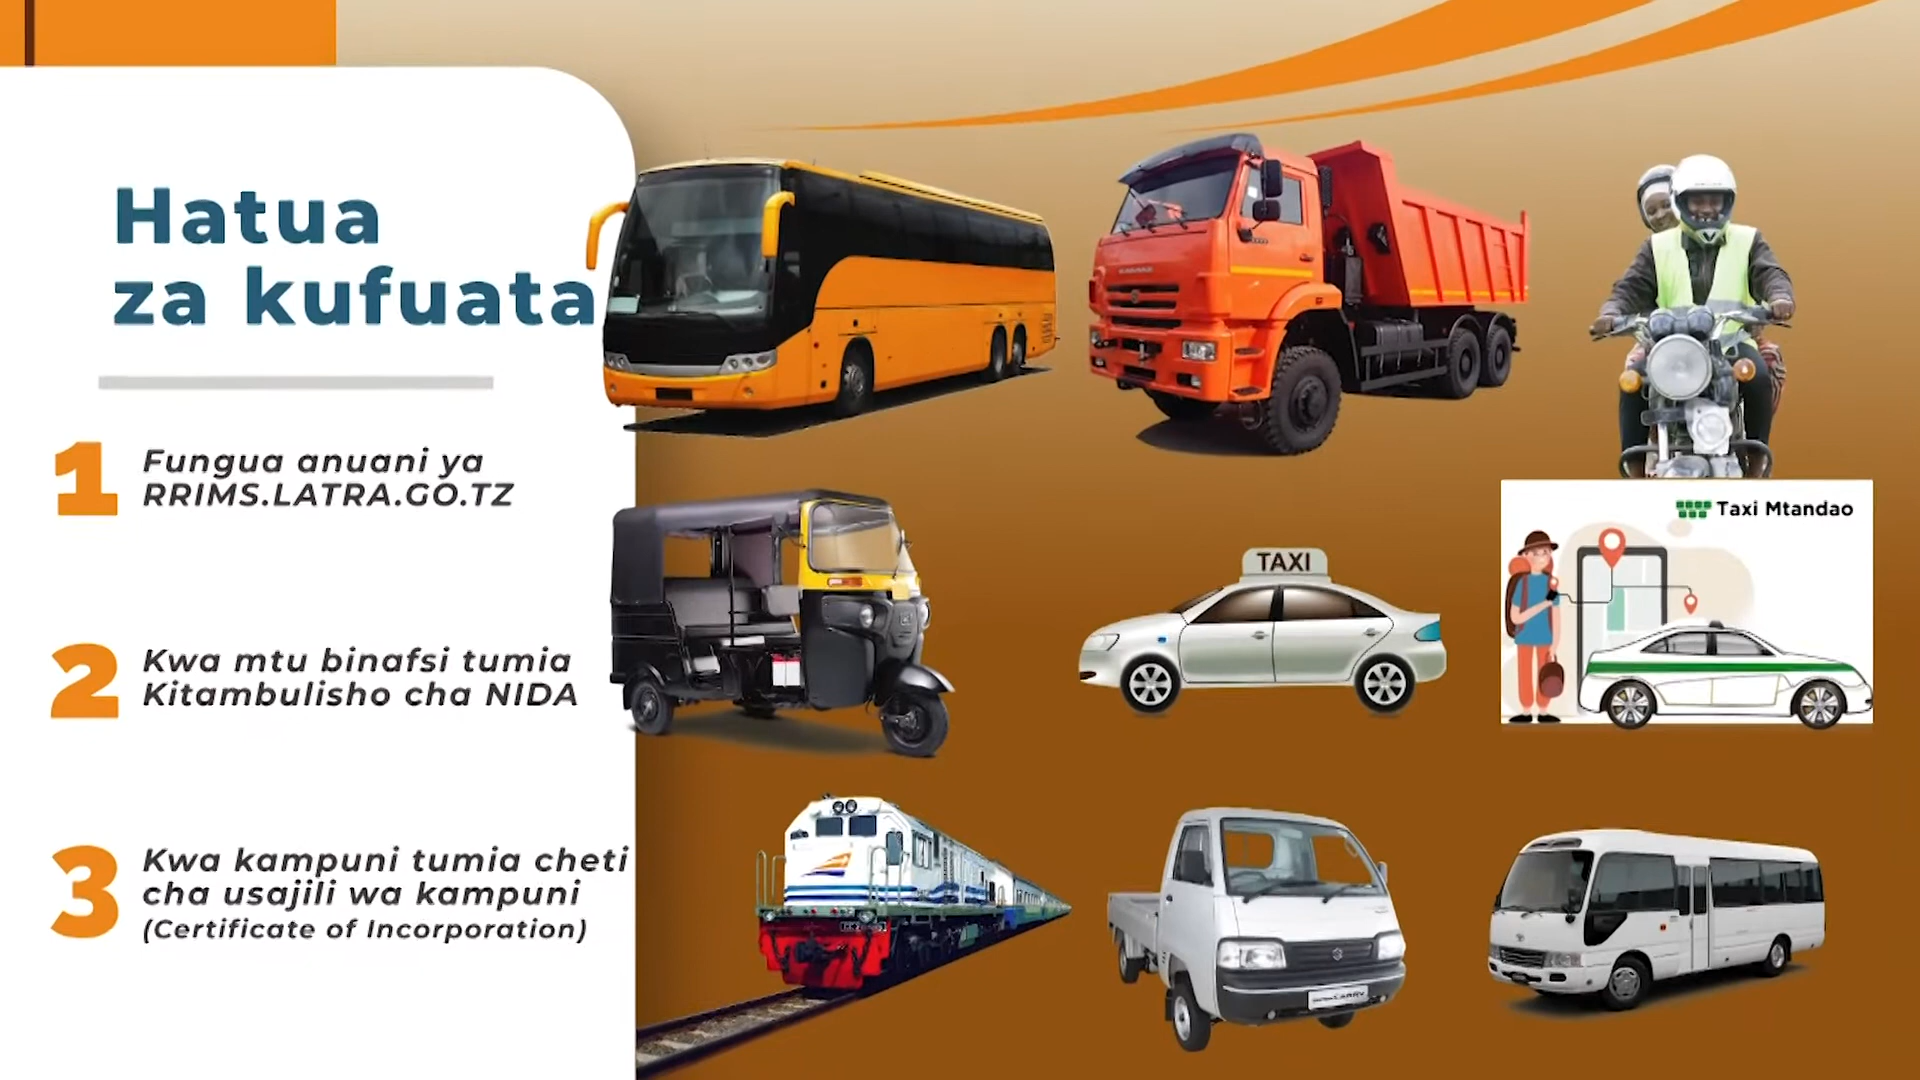 Hatua
za kufuata
1
Fungua anuani ya
RRIMS.LATRA.GO.TZ
2
Kwa mtu binafsi tumia
Kitambulisho cha NIDA
3
Kwa kampuni tumia cheti
cha usajili wa kampuni
(Certificate of Incorporation)
TAXI
Taxi Mtandao